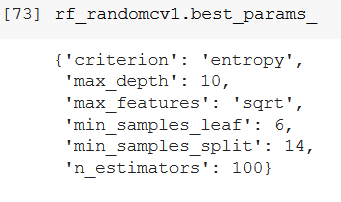 [73] rf_randomcv1.best_params_
{'criterion': 'entropy',
'max_depth': 10,
'max_features': 'sqrt',
'min_samples_leaf': 6,
'min_samples_split': 14,
'n_estimators': 100}